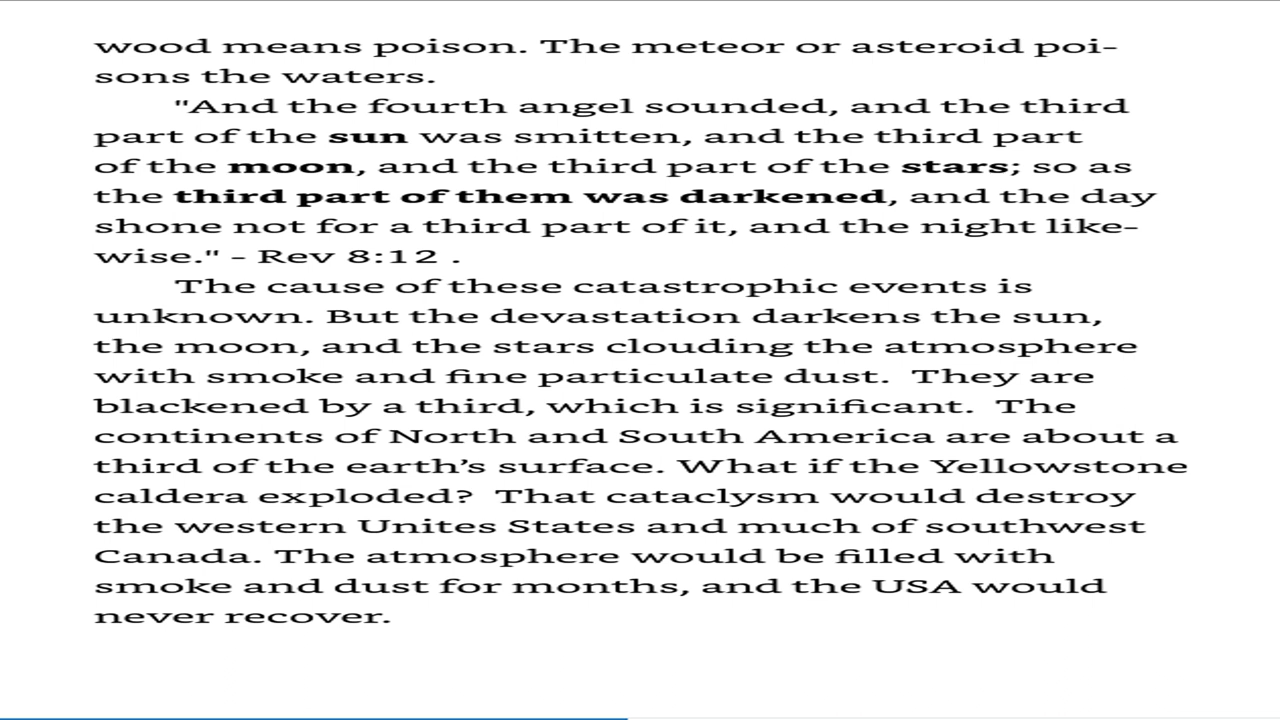 wood means poison. The meteor or asteroid poi-
sons the waters.
"And the fourth angel sounded, and the third
part of the sun was smitten, and the third part
of the moon, and the third part of the stars; so as
the third part of them was darkened, and the day
shone not for a third part of it, and the night like-
wise." - Rev 8:12 .
The cause of these catastrophic events is
unknown. But the devastation darkens the sun,
the moon, and the stars clouding the atmosphere
with smoke and fine particulate dust.  They are
blackened by a third, which is significant.  The
continents of North and South America are about a
third of the earth’s surface. What if the Yellowstone
caldera exploded?  That cataclysm would destroy
the western Unites States and much of southwest
Canada. The atmosphere would be filled with
smoke and dust for months, and the USA would
never recover.